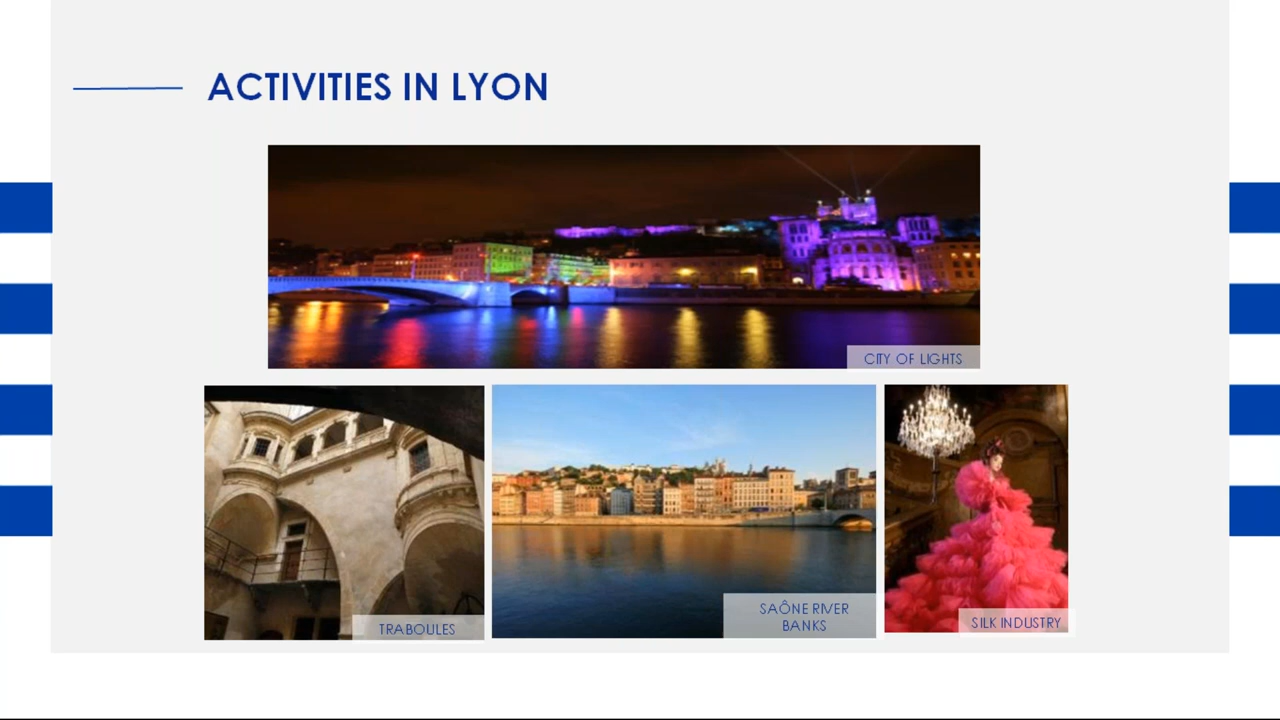 ACTIVITIES IN LYON
CITY OF LIGHTS
TRABOULES
SAÔNE RIVER
BANKS
SILK INDUSTRY